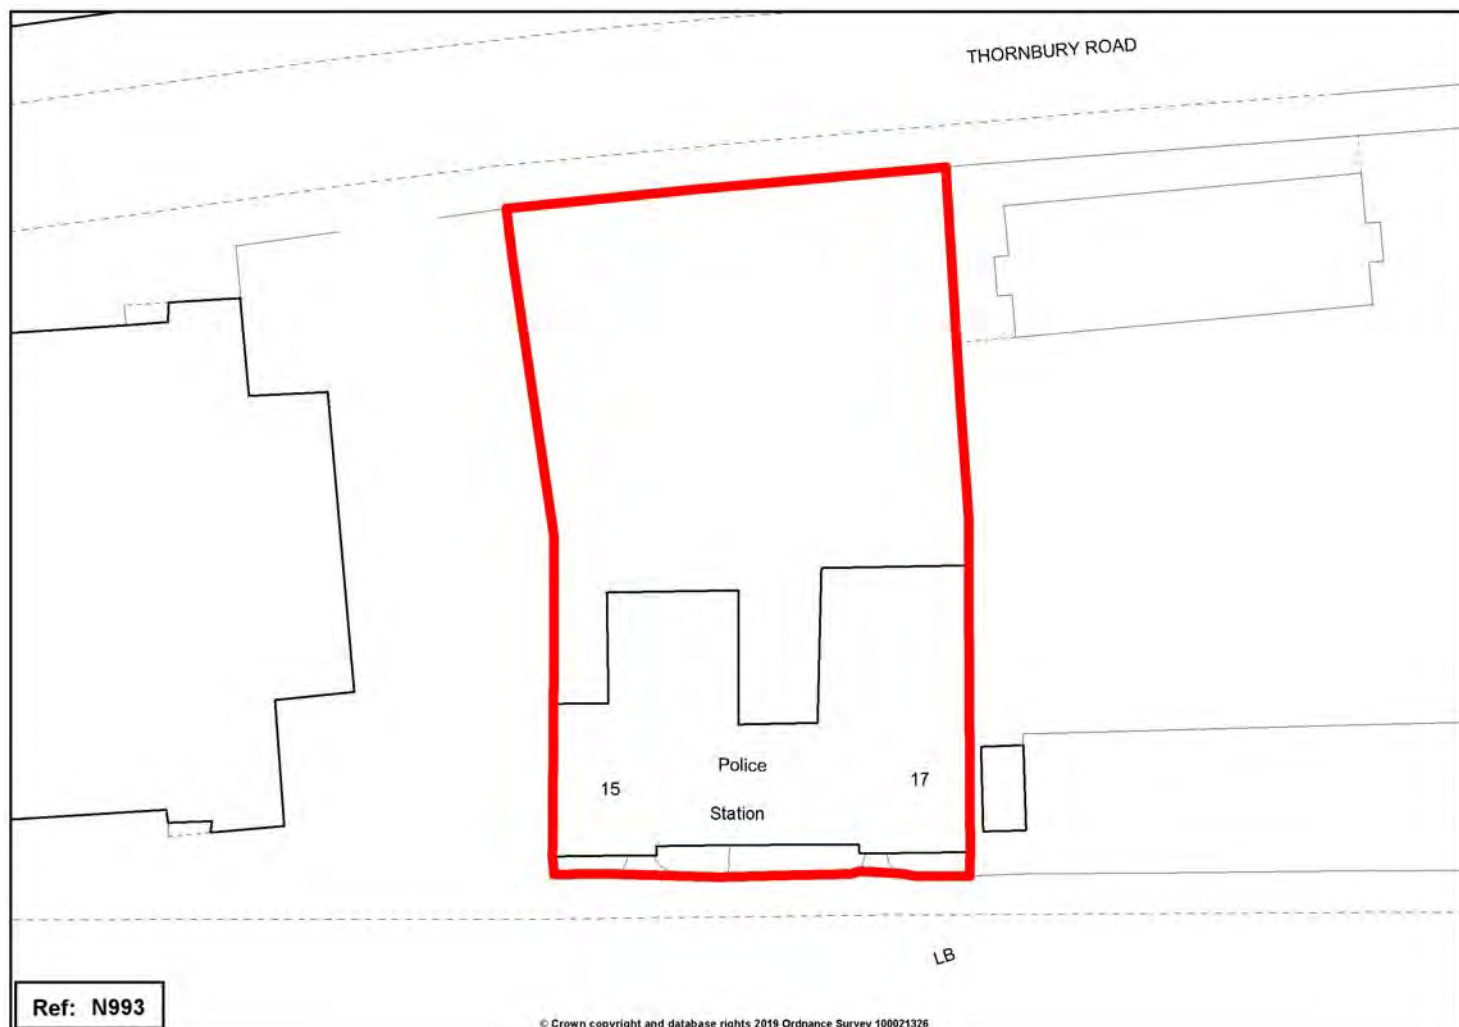 THORNBURY ROAD
Police
15
17
Station
LB
Ref: N993
© Crown copyright and database rights 2019 Ordnance Survey 100021326